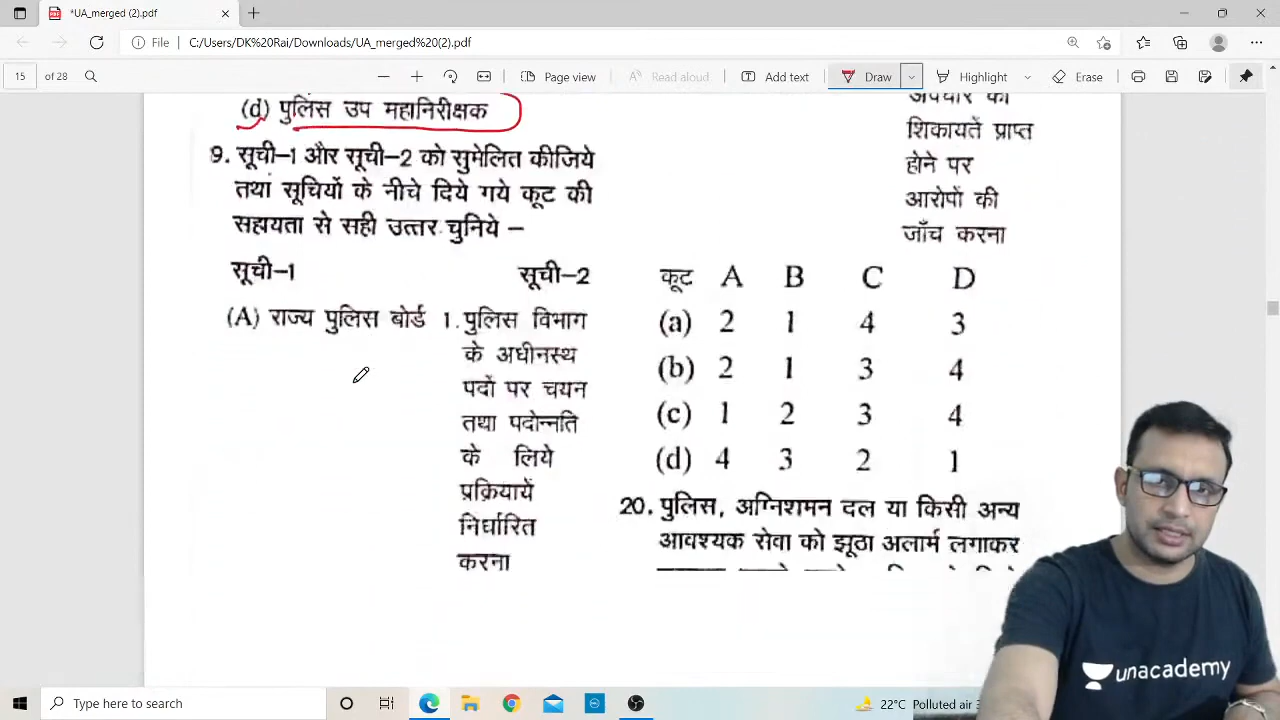 *UA_merged (2).pdf
File C:/Users/DK%20Rai/Downloads/UA_merged%20(2).pdf
15 of 28 Page view Read aloud Add text Draw Highlight Erase
(d) पुलिस उप महानिरीक्षक
9. सूची-1 और सूची-2 को सुमेलित कीजिये
तथा सूचियों के नीचे दिये गये कूट की
सहायता से सही उत्तर चुनिये –
सूची-1 सूची-2
(A) राज्य पुलिस बोर्ड 1. पुलिस विभाग
के अधीनस्थ
पदों पर चयन
तथा पदोन्नति
के लिये
प्रक्रियायें
निर्धारित
करना
शिकायतें प्राप्त
होने पर
आरोपों की
जाँच करना
कूट A B C D
(a) 2 1 4 3
(b) 2 1 3 4
(c) 1 2 3 4
(d) 4 3 2 1
20. पुलिस, अग्निशमन दल या किसी अन्य
आवश्यक सेवा को झूठा अलार्म लगाकर
unacademy
Type here to search
22°C Polluted air